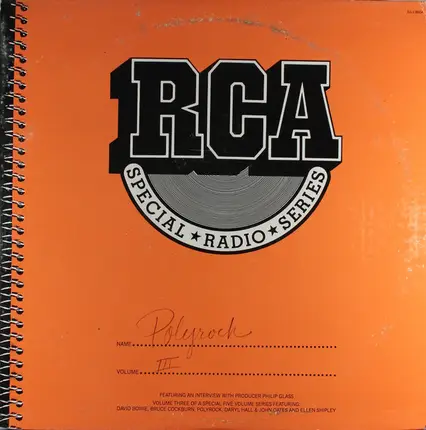 RCA
SPECIAL ★ RADIO ★ SERIES
NAME Polyrock
VOLUME III
FEATURING AN INTERVIEW WITH PRODUCER PHILIP GLASS
VOLUME THREE OF A SPECIAL FIVE VOLUME SERIES FEATURING:
DAVID BOWIE, BRUCE COCKBURN, POLYROCK, DARYL HALL & JOHN OATES AND ELLEN SHIPLEY